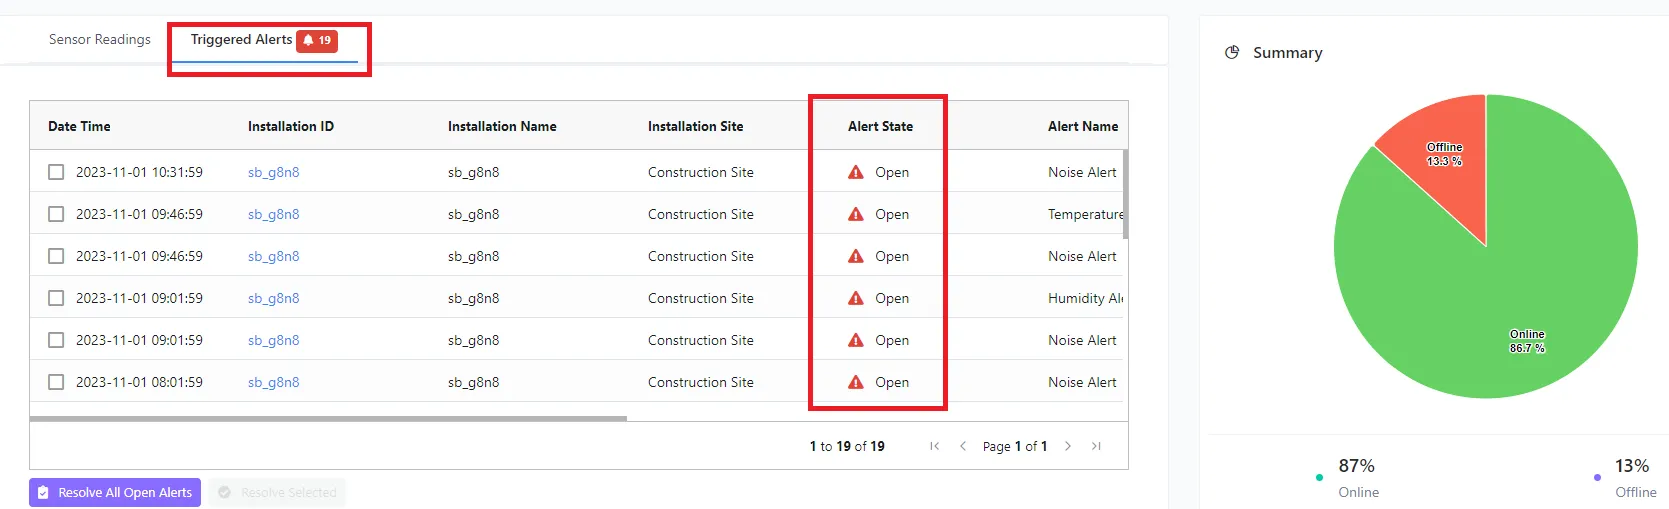 Sensor Readings Triggered Alerts 19
Date Time Installation ID Installation Name Installation Site Alert State Alert Name
2023-11-01 10:31:59 sb_g8n8 sb_g8n8 Construction Site Open Noise Alert
2023-11-01 09:46:59 sb_g8n8 sb_g8n8 Construction Site Open Temperature
2023-11-01 09:46:59 sb_g8n8 sb_g8n8 Construction Site Open Noise Alert
2023-11-01 09:01:59 sb_g8n8 sb_g8n8 Construction Site Open Humidity Al
2023-11-01 09:01:59 sb_g8n8 sb_g8n8 Construction Site Open Noise Alert
2023-11-01 08:01:59 sb_g8n8 sb_g8n8 Construction Site Open Noise Alert
1 to 19 of 19 Page 1 of 1
Resolve All Open Alerts Resolve Selected
Summary
Offline
13.3 %
Online
86.7 %
87% 13%
Online Offline